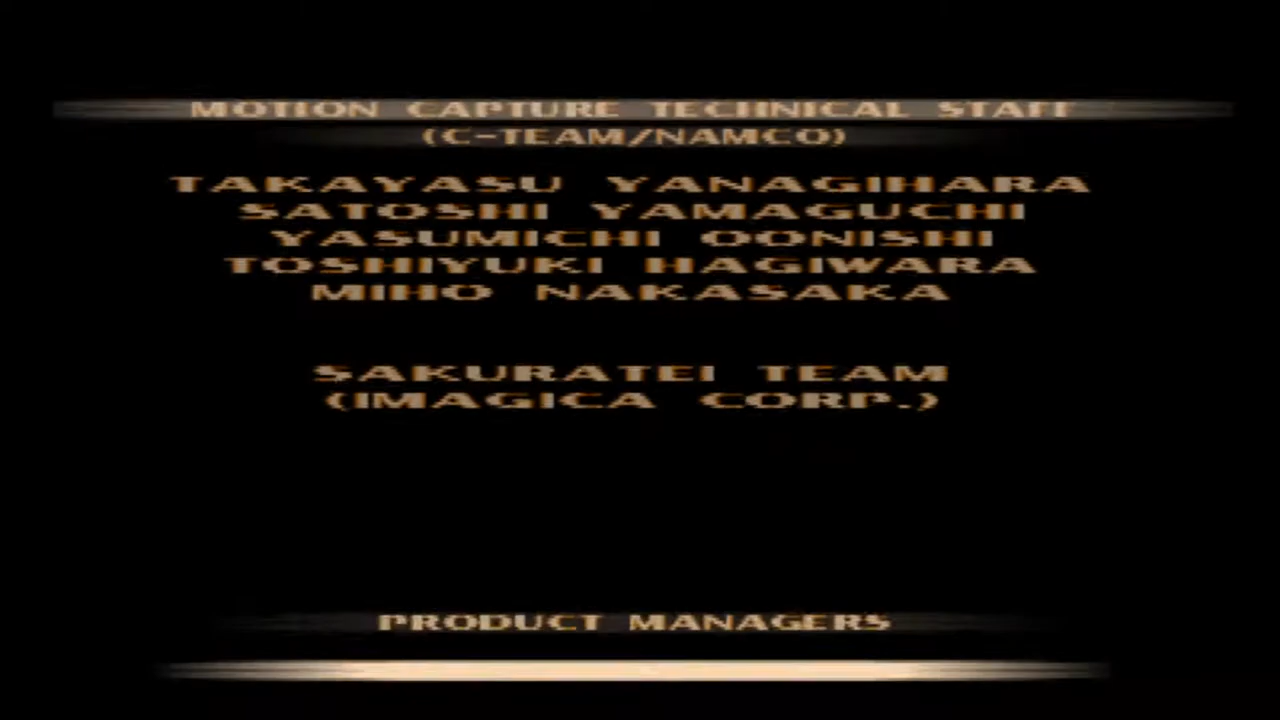 MOTION CAPTURE TECHNICAL STAFF
(C-TEAM/NAMCO)
TAKAYASU YANAGIHARA
SATOSHI YAMAGUCHI
YASUMICHI OONISHI
TOSHIYUKI HAGIWARA
MIHO NAKASAKA
SAKURATEI TEAM
(IMAGICA CORP.)
PRODUCT MANAGERS